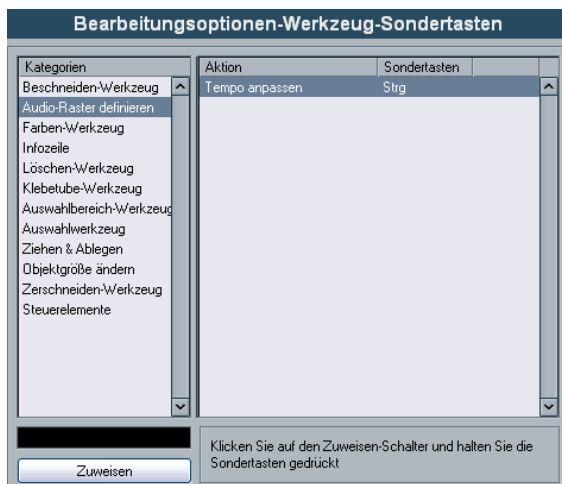 Bearbeitungsoptionen-Werkzeug-Sondertasten
Kategorien
Beschneiden-Werkzeug
Audio-Raster definieren
Farben-Werkzeug
Infozeile
Löschen-Werkzeug
Klebetube-Werkzeug
Auswahlbereich-Werkzeug
Auswahlwerkzeug
Ziehen & Ablegen
Objektgröße ändern
Zerschneiden-Werkzeug
Steuerelemente
Aktion Sondertasten
Tempo anpassen Strg
Zuweisen
Klicken Sie auf den Zuweisen-Schalter und halten Sie die
Sondertasten gedrückt